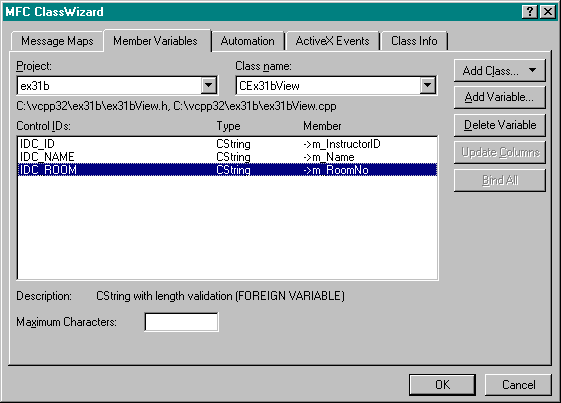 MFC ClassWizard
Message Maps Member Variables Automation ActiveX Events Class Info
Project: Class name:
ex31b CEx31bView
Add Class...
C:\vcpp32\ex31b\ex31bView.h, C:\vcpp32\ex31b\ex31bView.cpp
Add Variable...
Control IDs: Type Member
Delete Variable
IDC_ID CString ->m_InstructorID
IDC_NAME CString ->m_Name
Update Columns
IDC_ROOM CString ->m_RoomNo
Bind All
Description: CString with length validation (FOREIGN VARIABLE)
Maximum Characters:
OK Cancel